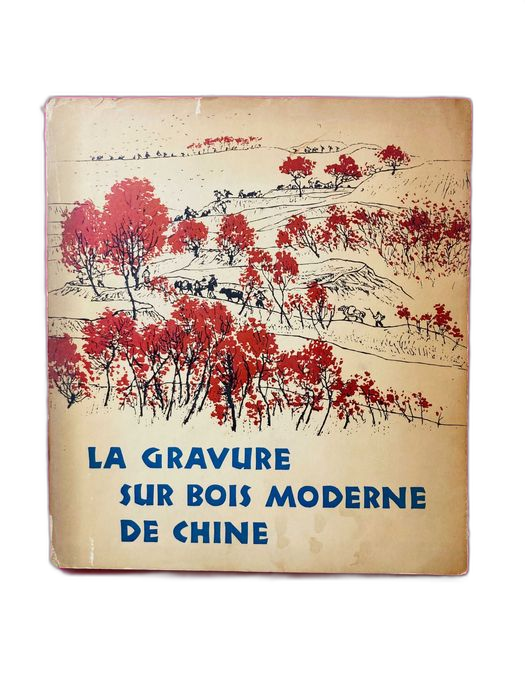 LA GRAVURE
SUR BOIS MODERNE
DE CHINE